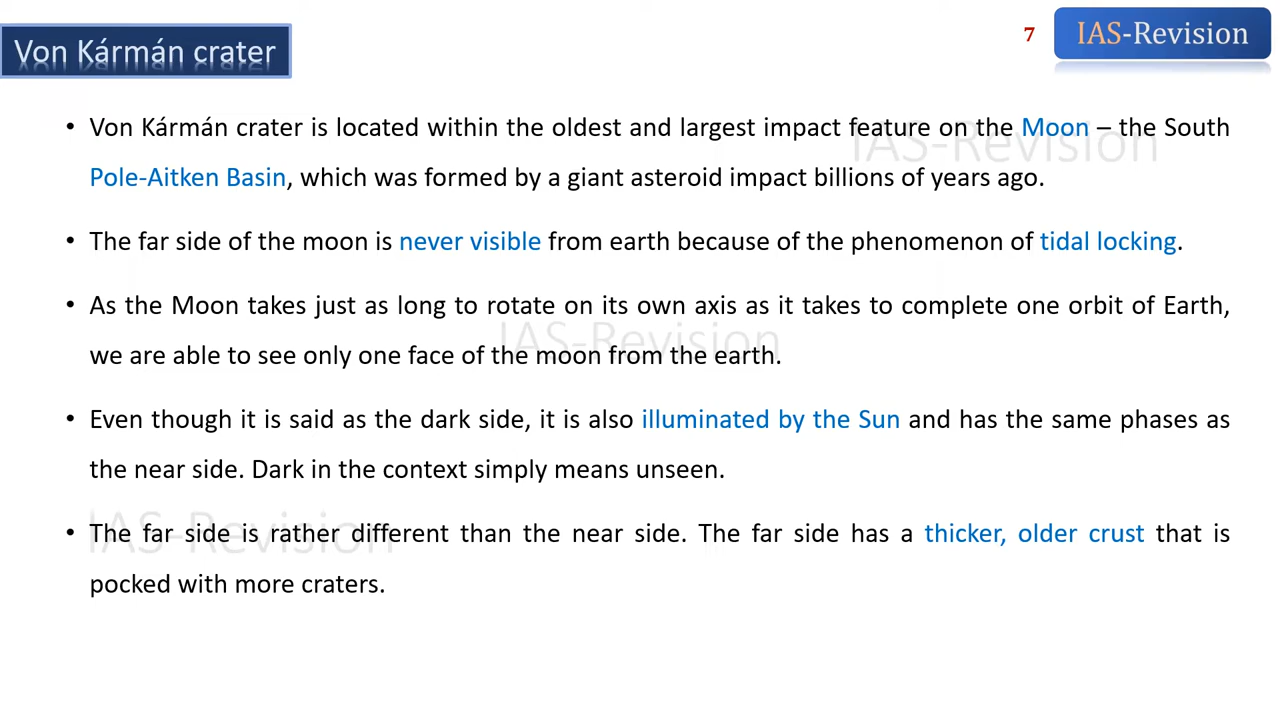 Von Kármán crater
7
IAS-Revision
• Von Kármán crater is located within the oldest and largest impact feature on the Moon – the South
Pole-Aitken Basin, which was formed by a giant asteroid impact billions of years ago.
• The far side of the moon is never visible from earth because of the phenomenon of tidal locking.
• As the Moon takes just as long to rotate on its own axis as it takes to complete one orbit of Earth,
we are able to see only one face of the moon from the earth.
• Even though it is said as the dark side, it is also illuminated by the Sun and has the same phases as
the near side. Dark in the context simply means unseen.
• The far side is rather different than the near side. The far side has a thicker, older crust that is
pocked with more craters.
IAS-Revision
IAS-Revision
IAS-Revision